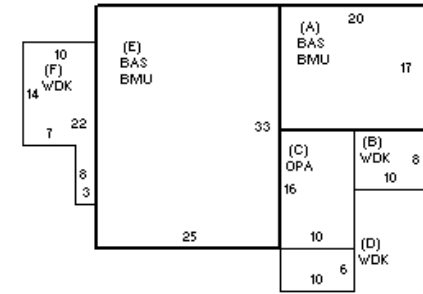 10
(F)
WDK
14
22
7
8
3
(E)
BAS
BMU
33
25
20
(A)
BAS
BMU
17
(C)
OPA
16
10
(B)
WDK
8
10
(D)
WDK
6
10